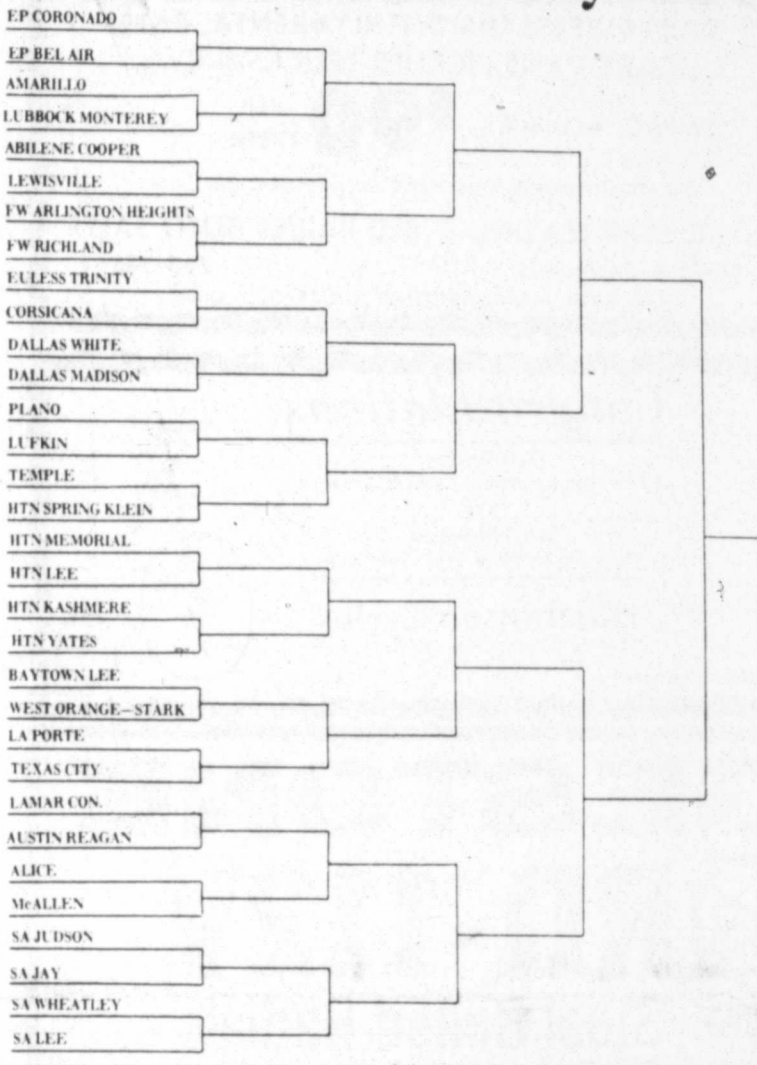 EP CORONADO
EP BEL AIR
AMARILLO
LUBBOCK MONTEREY
ABILENE COOPER
LEWISVILLE
FW ARLINGTON HEIGHTS
FW RICHLAND
EULESS TRINITY
CORSICANA
DALLAS WHITE
DALLAS MADISON
PLANO
LUFKIN
TEMPLE
HTN SPRING KLEIN
HTN MEMORIAL
HTN LEE
HTN KASHMERE
HTN YATES
BAYTOWN LEE
WEST ORANGE-STARK
LA PORTE
TEXAS CITY
LAMAR CON.
AUSTIN REAGAN
ALICE
McALLEN
SA JUDSON
SA JAY
SA WHEATLEY
SA LEE